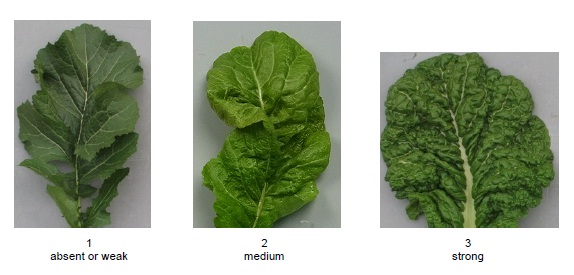 1
absent or weak
2
medium
3
strong